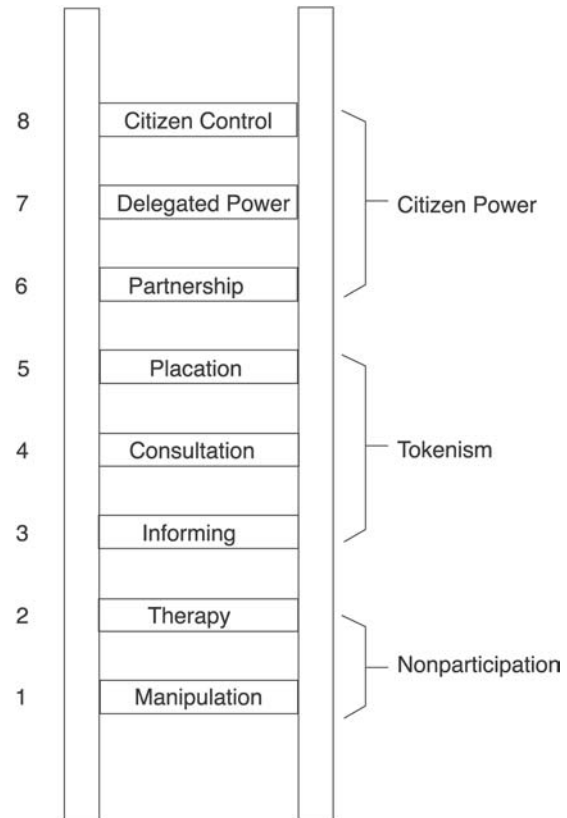 8 Citizen Control
7 Delegated Power Citizen Power
6 Partnership
5 Placation
4 Consultation Tokenism
3 Informing
2 Therapy
Nonparticipation
1 Manipulation